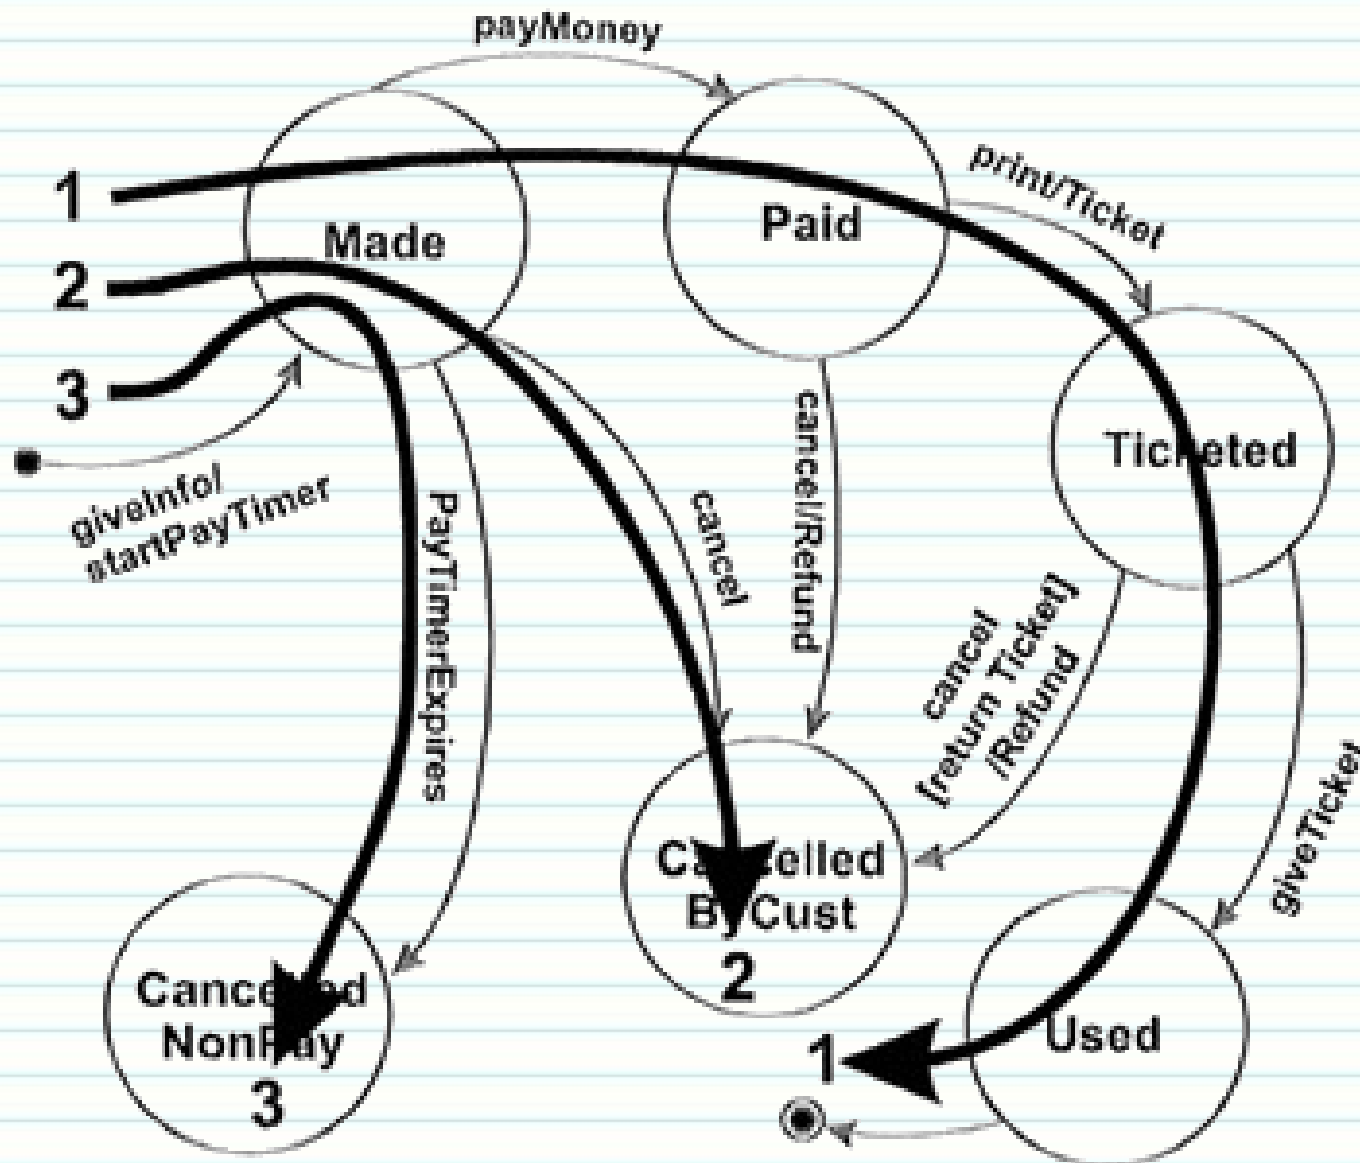 payMoney
1
Made
Paid
print/Ticket
2
3
giveInfo/
startPayTimer
PayTimerExpires
cancel
cancel/Refund
Ticketed
cancel
[return Ticket]
/Refund
giveTicket
Cancelled
ByCust
2
Cancelled
NonPay
3
1
Used